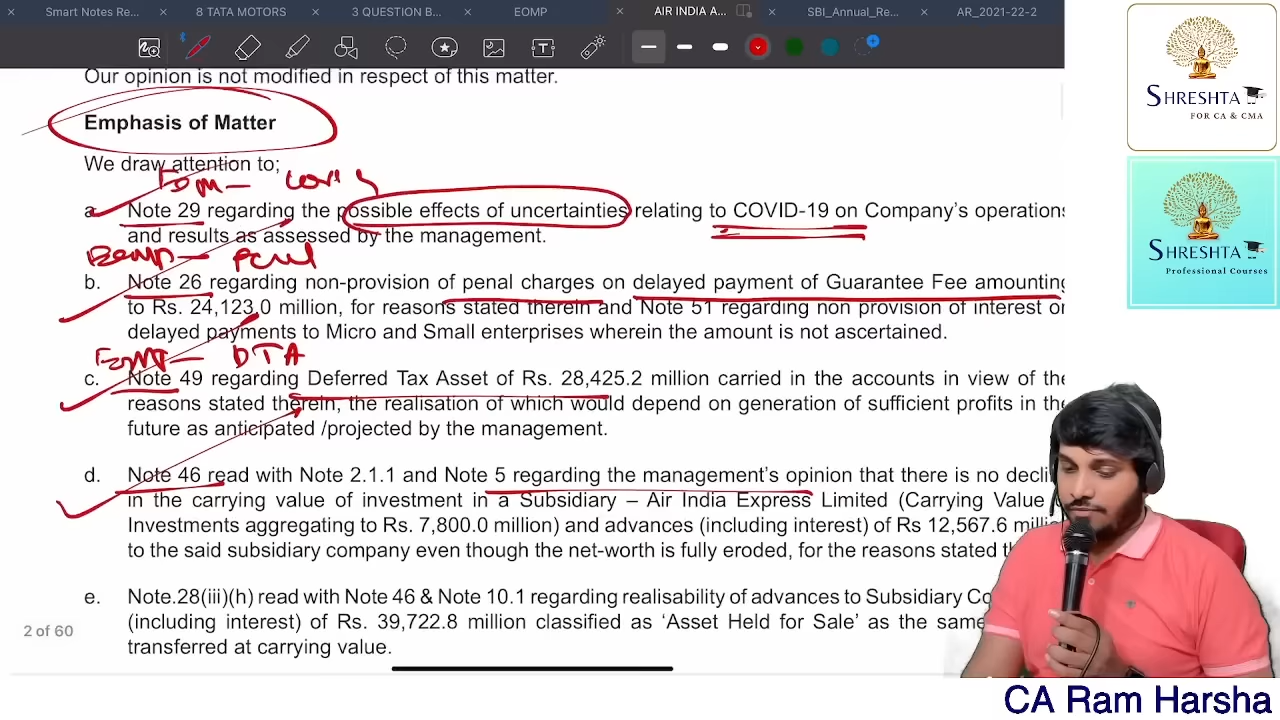 Smart Notes Re... 8 TATA MOTORS 3 QUESTION B... EOMP AIR INDIA A... SBI_Annual_Re... AR_2021-22-2
Our opinion is not modified in respect of this matter.
Emphasis of Matter
We draw attention to;
a. Note 29 regarding the possible effects of uncertainties relating to COVID-19 on Company's operations
and results as assessed by the management.
b. Note 26 regarding non-provision of penal charges on delayed payment of Guarantee Fee amounting
to Rs. 24,123.0 million, for reasons stated therein and Note 51 regarding non provision of interest on
delayed payments to Micro and Small enterprises wherein the amount is not ascertained.
EOMP – DTA
c. Note 49 regarding Deferred Tax Asset of Rs. 28,425.2 million carried in the accounts in view of the
reasons stated therein, the realisation of which would depend on generation of sufficient profits in the
future as anticipated /projected by the management.
d. Note 46 read with Note 2.1.1 and Note 5 regarding the management's opinion that there is no decli
in the carrying value of investment in a Subsidiary – Air India Express Limited (Carrying Value
Investments aggregating to Rs. 7,800.0 million) and advances (including interest) of Rs 12,567.6 milli
to the said subsidiary company even though the net-worth is fully eroded, for the reasons stated
e. Note.28(iii)(h) read with Note 46 & Note 10.1 regarding realisability of advances to Subsidiary Co
(including interest) of Rs. 39,722.8 million classified as 'Asset Held for Sale' as the same
transferred at carrying value.
2 of 60
SHRESHTA
FOR CA & CMA
SHRESHTA
Professional Courses
CA Ram Harsha